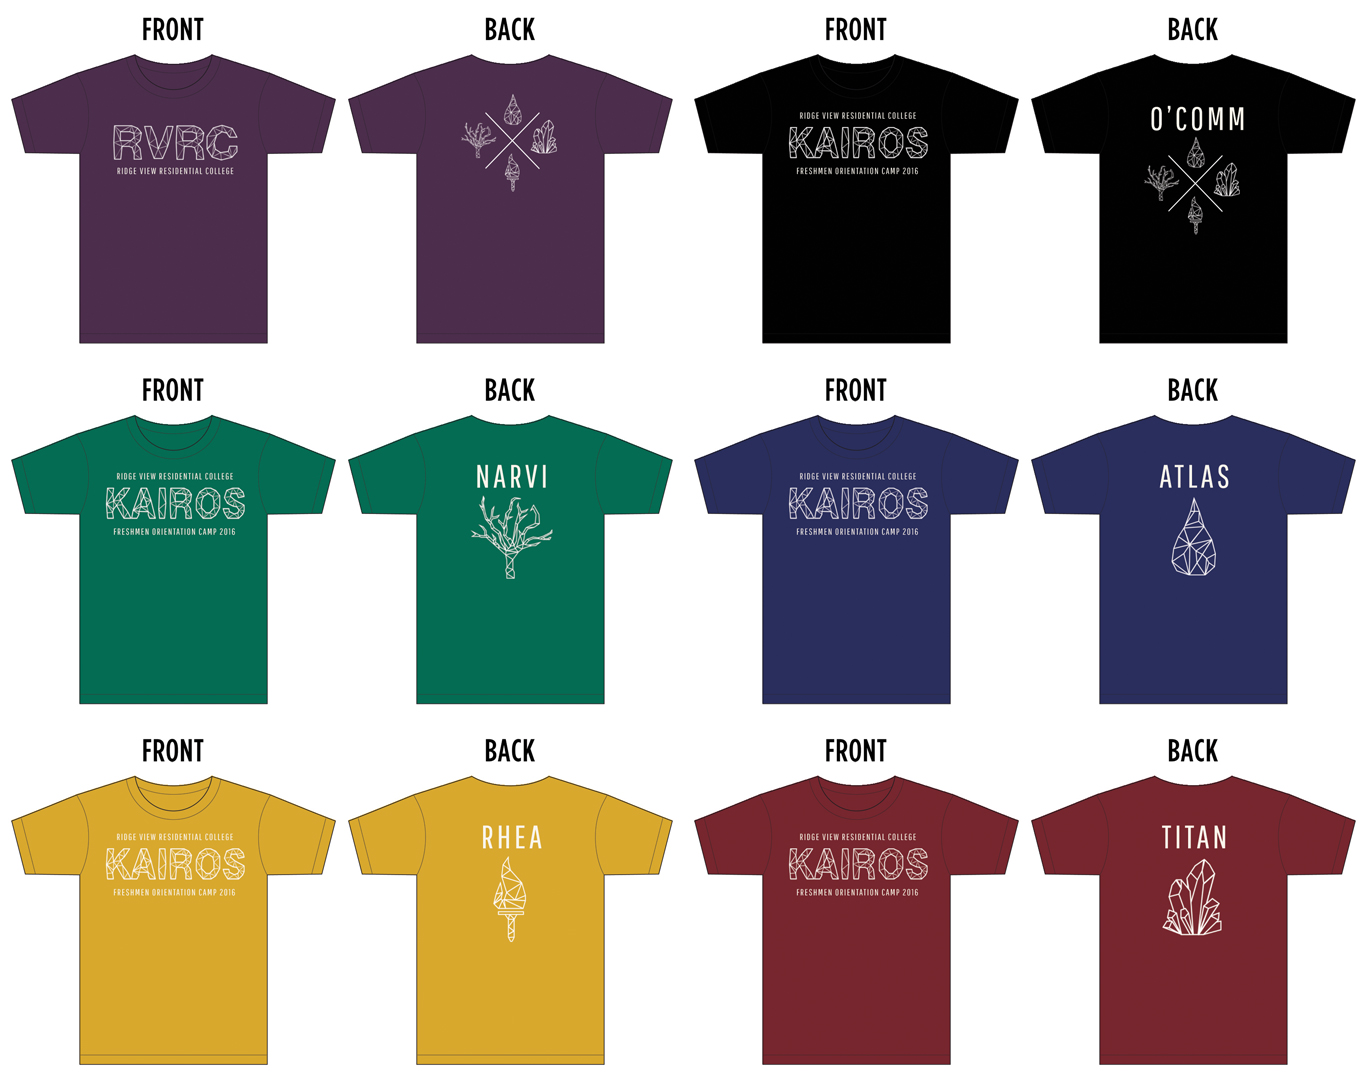 FRONT
BACK
FRONT
BACK
RVRC
RIDGE VIEW RESIDENTIAL COLLEGE
RIDGE VIEW RESIDENTIAL COLLEGE
KAIROS
FRESHMEN ORIENTATION CAMP 2016
O'COMM
FRONT
BACK
FRONT
BACK
RIDGE VIEW RESIDENTIAL COLLEGE
KAIROS
FRESHMEN ORIENTATION CAMP 2016
NARVI
RIDGE VIEW RESIDENTIAL COLLEGE
KAIROS
FRESHMEN ORIENTATION CAMP 2016
ATLAS
FRONT
BACK
FRONT
BACK
RIDGE VIEW RESIDENTIAL COLLEGE
KAIROS
FRESHMEN ORIENTATION CAMP 2016
RHEA
RIDGE VIEW RESIDENTIAL COLLEGE
KAIROS
FRESHMEN ORIENTATION CAMP 2016
TITAN